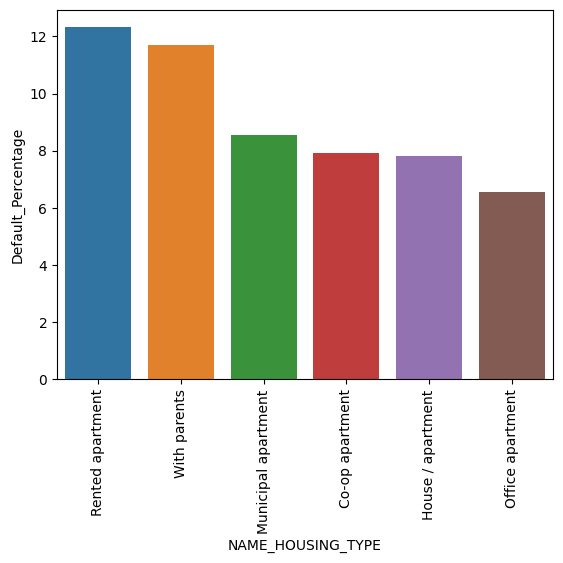 Default_Percentage
12
10
8
6
4
2
0
Rented apartment
With parents
Municipal apartment
Co-op apartment
House / apartment
Office apartment
NAME_HOUSING_TYPE